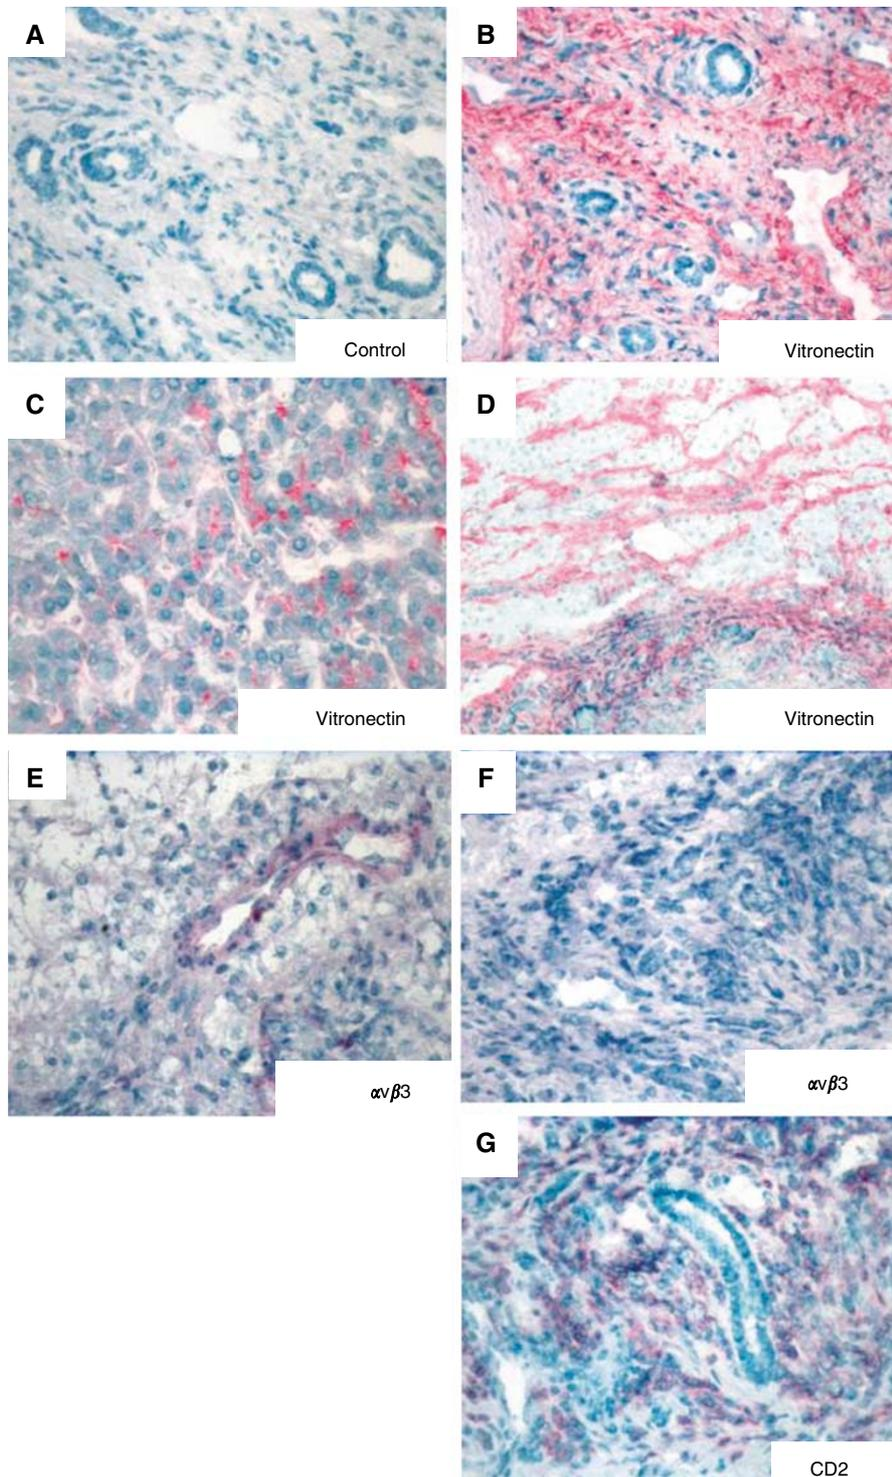 A
B
Control
Vitronectin
C
D
Vitronectin
Vitronectin
E
F
αvβ3
αvβ3
G
CD2